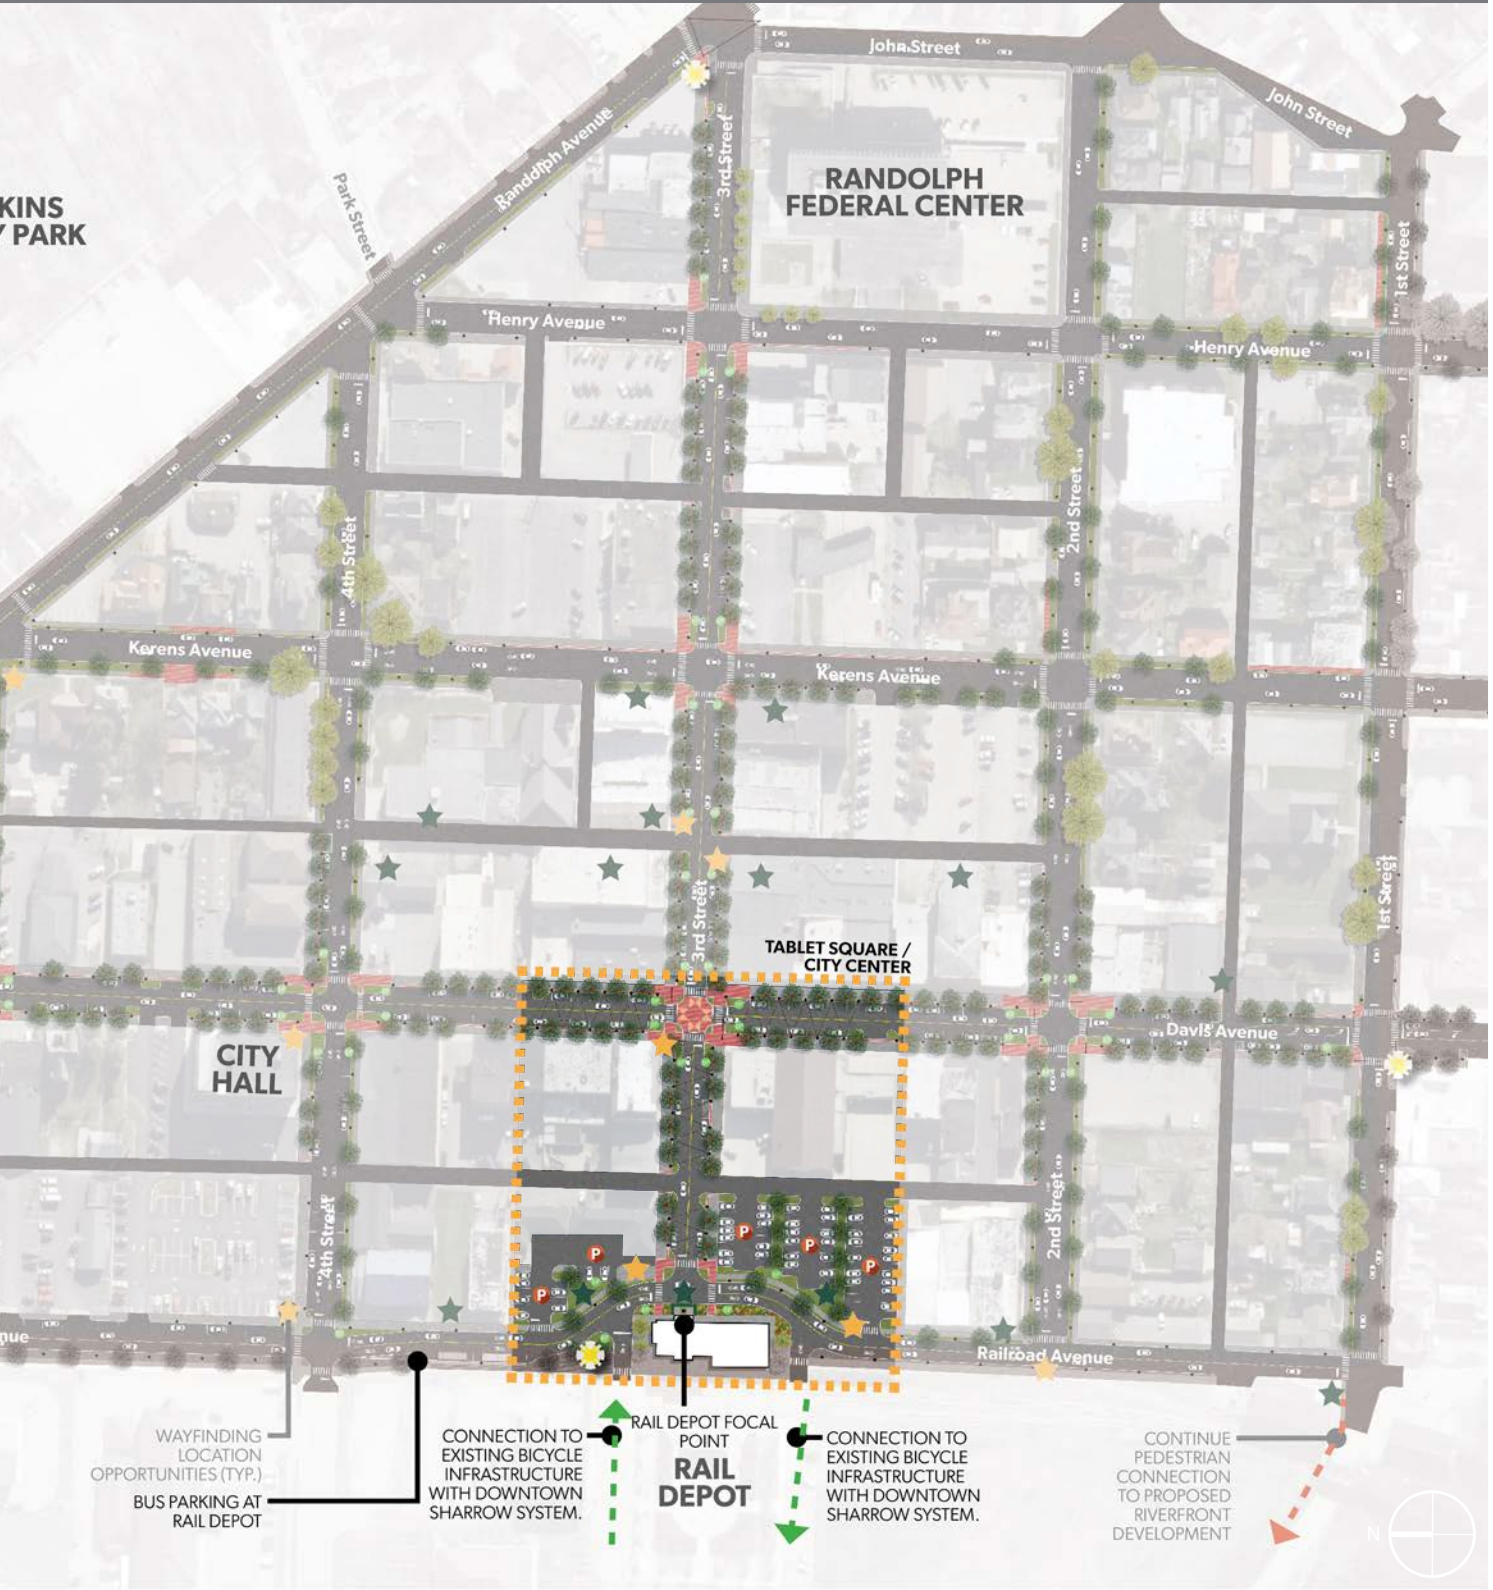 John Street
John Street
Randolph Avenue
3rd Street
Park Street
RANDOLPH
FEDERAL CENTER
KINS
Y PARK
1st Street
Henry Avenue
Henry Avenue
2nd Street
4th Street
Kerens Avenue
Kerens Avenue
1st Street
3rd Street
TABLET SQUARE /
CITY CENTER
Davis Avenue
CITY
HALL
4th Street
2nd Street
P
P
P
P
P
nue
Railroad Avenue
WAYFINDING
LOCATION
OPPORTUNITIES (TYP.)
BUS PARKING AT
RAIL DEPOT
CONNECTION TO
EXISTING BICYCLE
INFRASTRUCTURE
WITH DOWNTOWN
SHARROW SYSTEM.
RAIL DEPOT FOCAL
POINT
RAIL
DEPOT
CONNECTION TO
EXISTING BICYCLE
INFRASTRUCTURE
WITH DOWNTOWN
SHARROW SYSTEM.
CONTINUE
PEDESTRIAN
CONNECTION
TO PROPOSED
RIVERFRONT
DEVELOPMENT
N